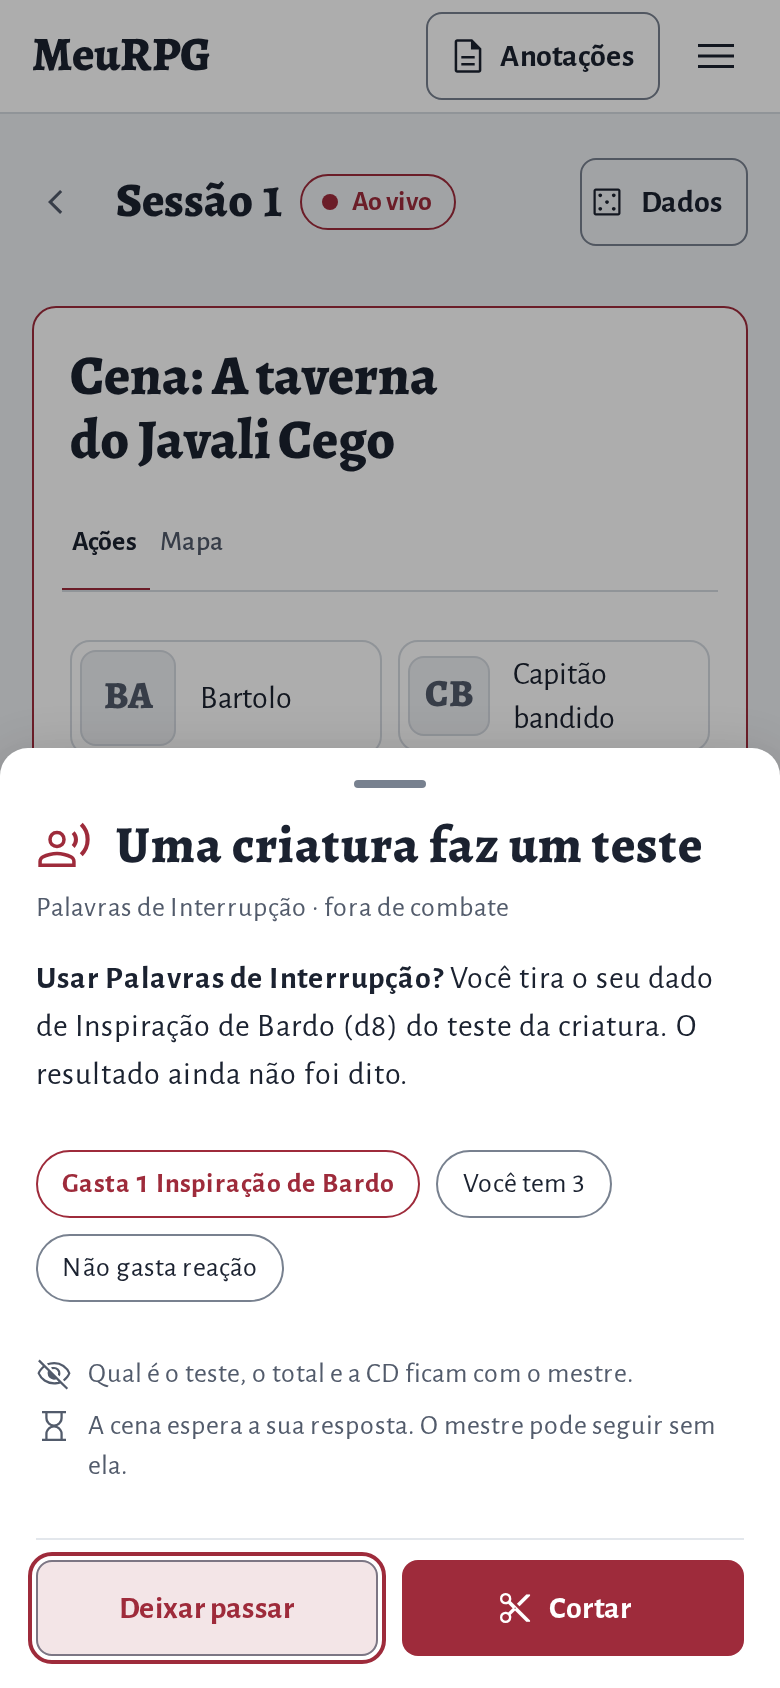 MeuRPG
Anotações
Sessão 1
Ao vivo
Dados
Cena: A taverna
do Javali Cego
Ações
Mapa
BA
Bartolo
CB
Capitão
bandido
Uma criatura faz um teste
Palavras de Interrupção · fora de combate
Usar Palavras de Interrupção? Você tira o seu dado
de Inspiração de Bardo (d8) do teste da criatura. O
resultado ainda não foi dito.
Gasta 1 Inspiração de Bardo
Você tem 3
Não gasta reação
Qual é o teste, o total e a CD ficam com o mestre.
A cena espera a sua resposta. O mestre pode seguir sem
ela.
Deixar passar
Cortar